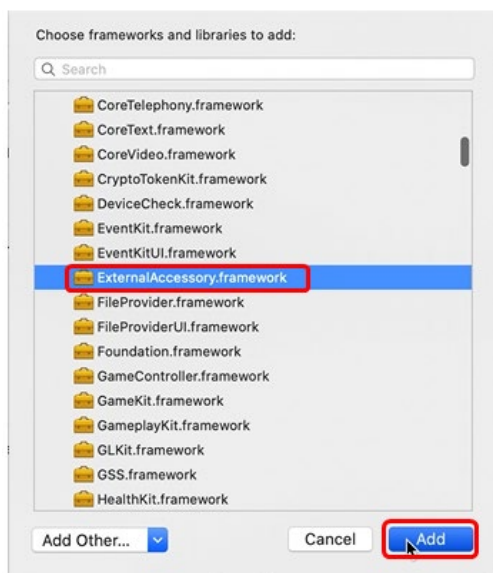 Choose frameworks and libraries to add:
Search
CoreTelephony.framework
CoreText.framework
CoreVideo.framework
CryptoTokenKit.framework
DeviceCheck.framework
EventKit.framework
EventKitUI.framework
ExternalAccessory.framework
FileProvider.framework
FileProviderUI.framework
Foundation.framework
GameController.framework
GameKit.framework
GameplayKit.framework
GLKit.framework
GSS.framework
HealthKit.framework
Add Other... Cancel Add